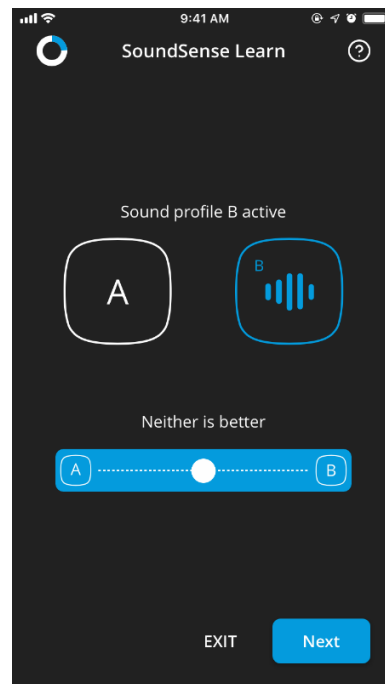 9:41 AM
SoundSense Learn
?
Sound profile B active
A
B
Neither is better
A
B
EXIT
Next